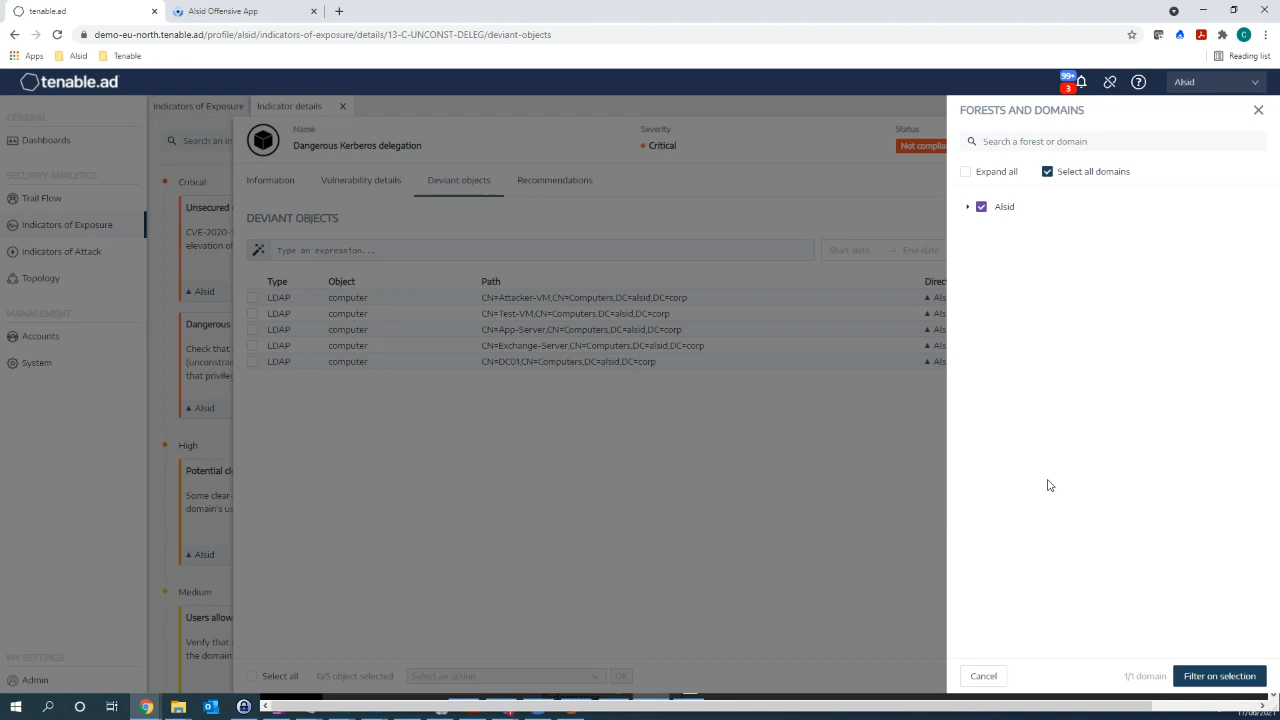 tenable.ad
Alsid Offensive App
demo-eu-north.tenable.ad/profile/alsid/indicators-of-exposure/details/13-C-UNCONST-DELEG/deviant-objects
Apps
Alsid
Tenable
Reading list
tenable.ad
99+
3
Alsid
GENERAL
Dashboards
SECURITY ANALYTICS
Trail Flow
Indicators of Exposure
Indicators of Attack
Topology
MANAGEMENT
Accounts
System
MY SETTINGS
Admin
Indicators of Exposure
Indicator details
Search an in
Critical
Unsecured
CVE-2020-
elevation of
Alsid
Dangerous
Check that
(unconstrain
that privileg
Alsid
High
Potential cle
Some clear-
domain's us
Alsid
Medium
Users allow
Verify that
the domain
Name
Dangerous Kerberos delegation
Severity
Critical
Status
Not complia
Information
Vulnerability details
Deviant objects
Recommendations
DEVIANT OBJECTS
Type an expression...
Start date → End date
Type Object Path Direc
LDAP computer CN=Attacker-VM,CN=Computers,DC=alsid,DC=corp Als
LDAP computer CN=Test-VM,CN=Computers,DC=alsid,DC=corp Als
LDAP computer CN=App-Server,CN=Computers,DC=alsid,DC=corp Als
LDAP computer CN=Exchange-Server,CN=Computers,DC=alsid,DC=corp Als
LDAP computer CN=DC01,CN=Computers,DC=alsid,DC=corp Als
Select all
0/5 object selected
Select an action
OK
FORESTS AND DOMAINS
Search a forest or domain
Expand all
Select all domains
Alsid
Cancel
1/1 domain
Filter on selection
17/06/2021